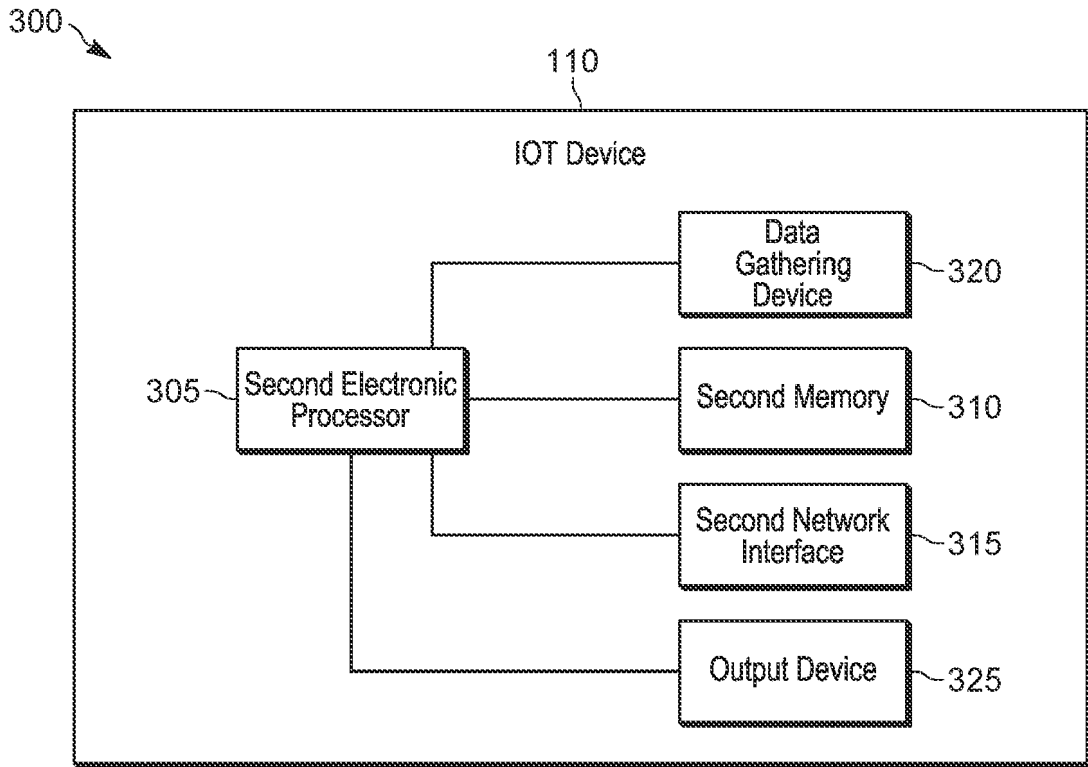 300
110
IOT Device
Data
Gathering
Device
320
305
Second Electronic
Processor
Second Memory
310
Second Network
Interface
315
Output Device
325